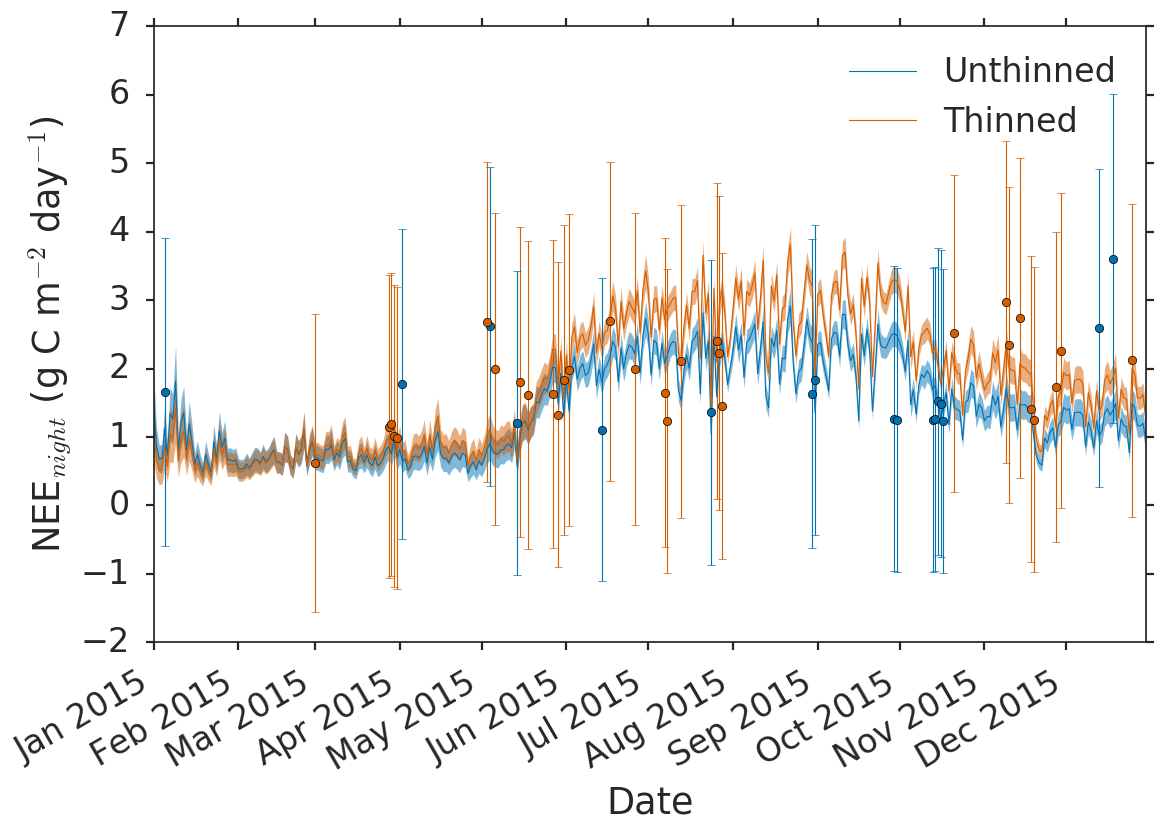 7
6
5
4
3
2
1
0
−1
−2
NEE_night (g C m⁻² day⁻¹)
Unthinned
Thinned
Jan 2015
Feb 2015
Mar 2015
Apr 2015
May 2015
Jun 2015
Jul 2015
Aug 2015
Sep 2015
Oct 2015
Nov 2015
Dec 2015
Date